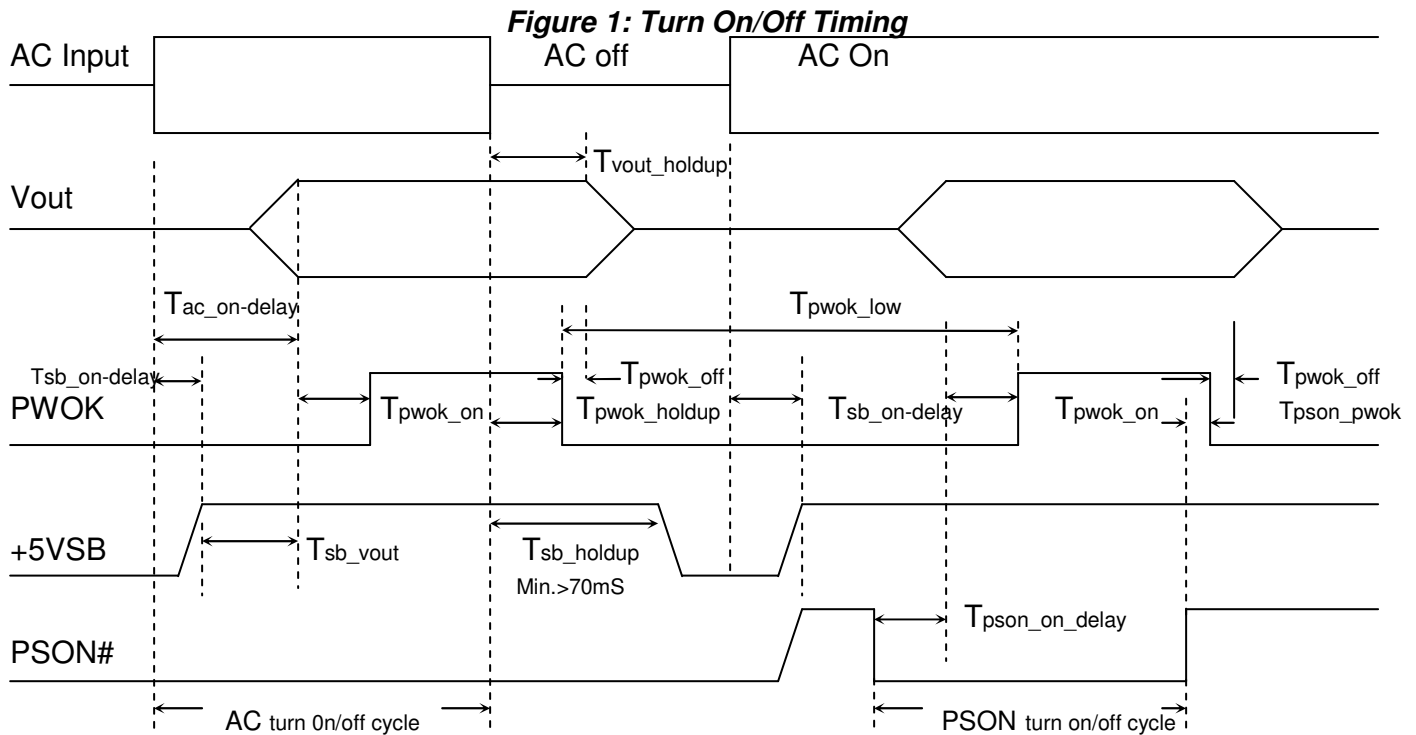 Figure 1: Turn On/Off Timing
AC Input
AC off
AC On
Tvout_holdup
Vout
Tac_on-delay
Tpwok_low
Tsb_on-delay
Tpwok_off
Tpwok_off
PWOK
Tpwok_on
Tpwok_holdup
Tsb_on-delay
Tpwok_on
Tpson_pwok
+5VSB
Tsb_vout
Tsb_holdup
Min.>70mS
Tpson_on_delay
PSON#
AC turn 0n/off cycle
PSON turn on/off cycle